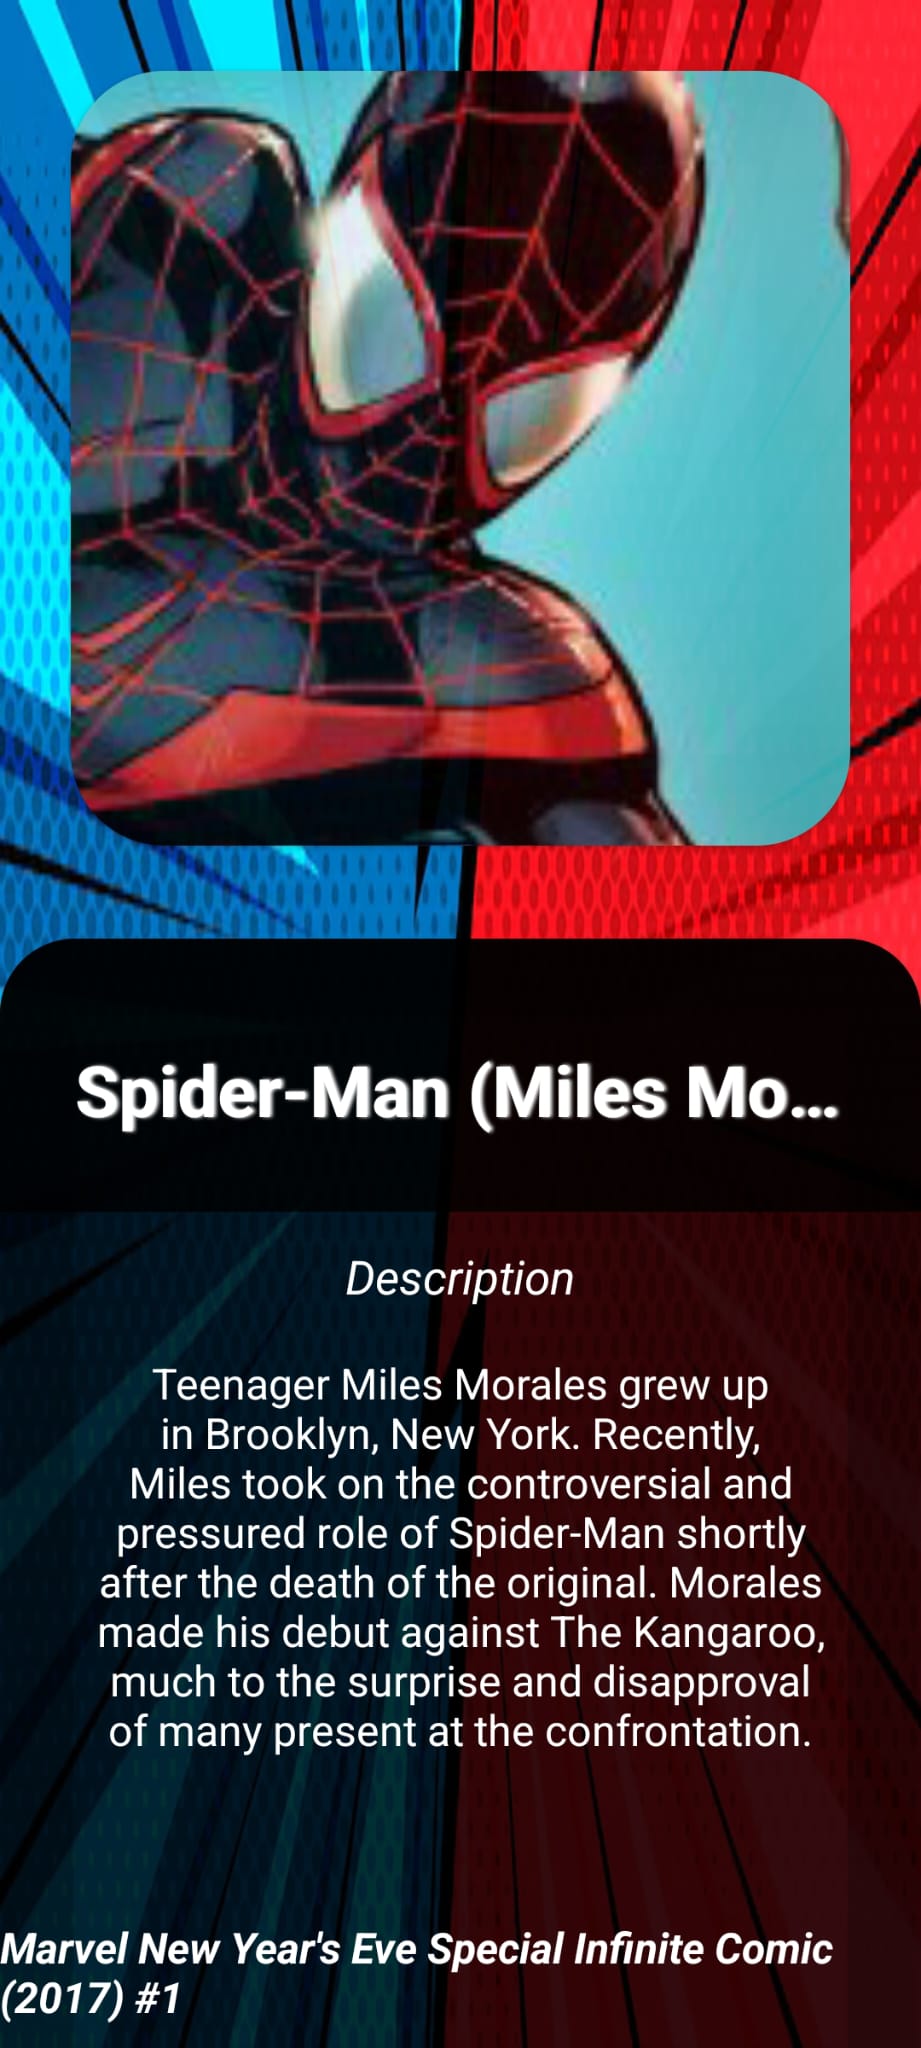 Spider-Man (Miles Mo...
Description
Teenager Miles Morales grew up
in Brooklyn, New York. Recently,
Miles took on the controversial and
pressured role of Spider-Man shortly
after the death of the original. Morales
made his debut against The Kangaroo,
much to the surprise and disapproval
of many present at the confrontation.
Marvel New Year's Eve Special Infinite Comic
(2017) #1